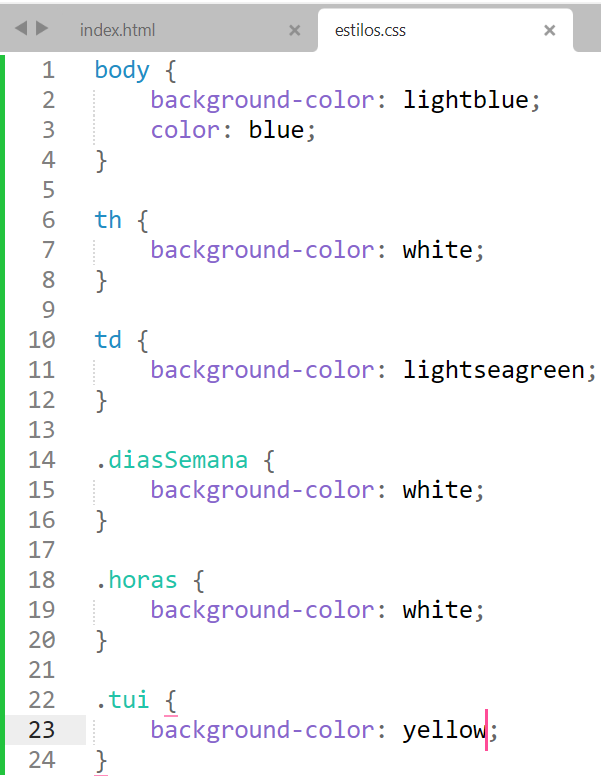 index.html × estilos.css ×
1 body {
2 background-color: lightblue;
3 color: blue;
4 }
5
6 th {
7 background-color: white;
8 }
9
10 td {
11 background-color: lightseagreen;
12 }
13
14 .diasSemana {
15 background-color: white;
16 }
17
18 .horas {
19 background-color: white;
20 }
21
22 .tui {
23 background-color: yellow;
24 }